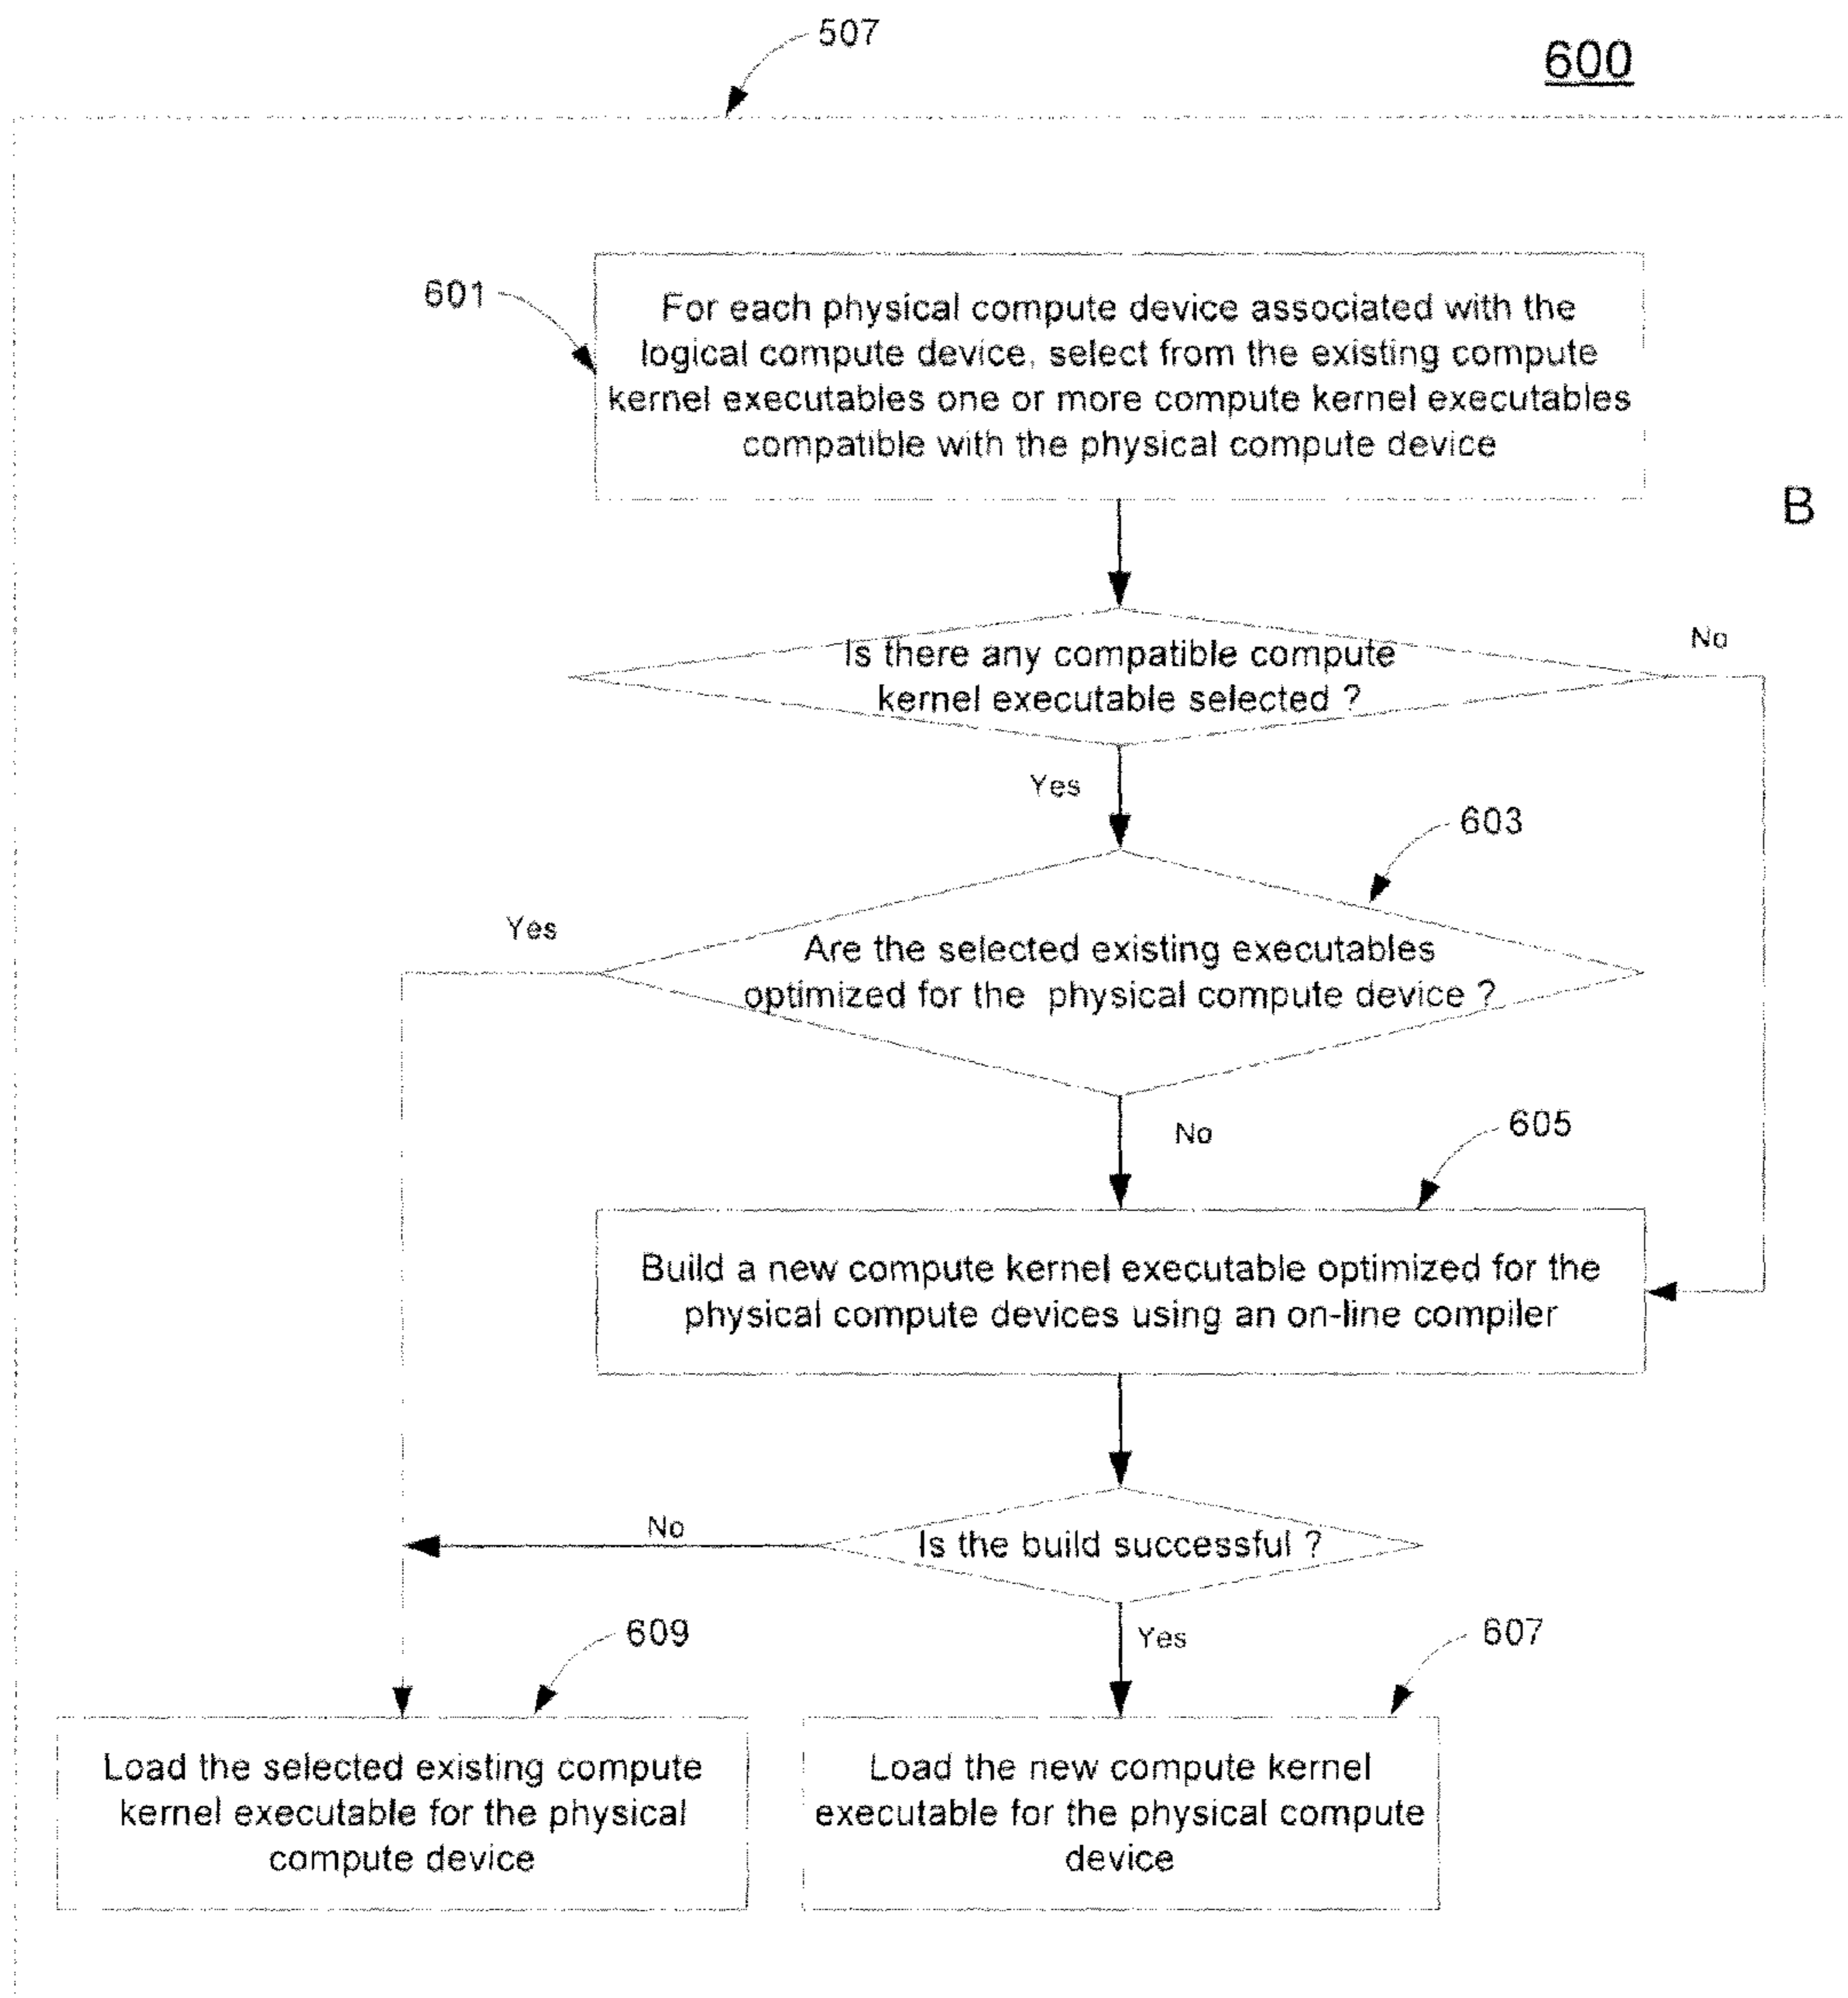 507
600
601
For each physical compute device associated with the
logical compute device, select from the existing compute
kernel executables one or more compute kernel executables
compatible with the physical compute device
B
Is there any compatible compute
kernel executable selected ?
No
Yes
603
Yes
Are the selected existing executables
optimized for the physical compute device ?
No
605
Build a new compute kernel executable optimized for the
physical compute devices using an on-line compiler
No
Is the build successful ?
609
Yes
607
Load the selected existing compute
kernel executable for the physical
compute device
Load the new compute kernel
executable for the physical compute
device